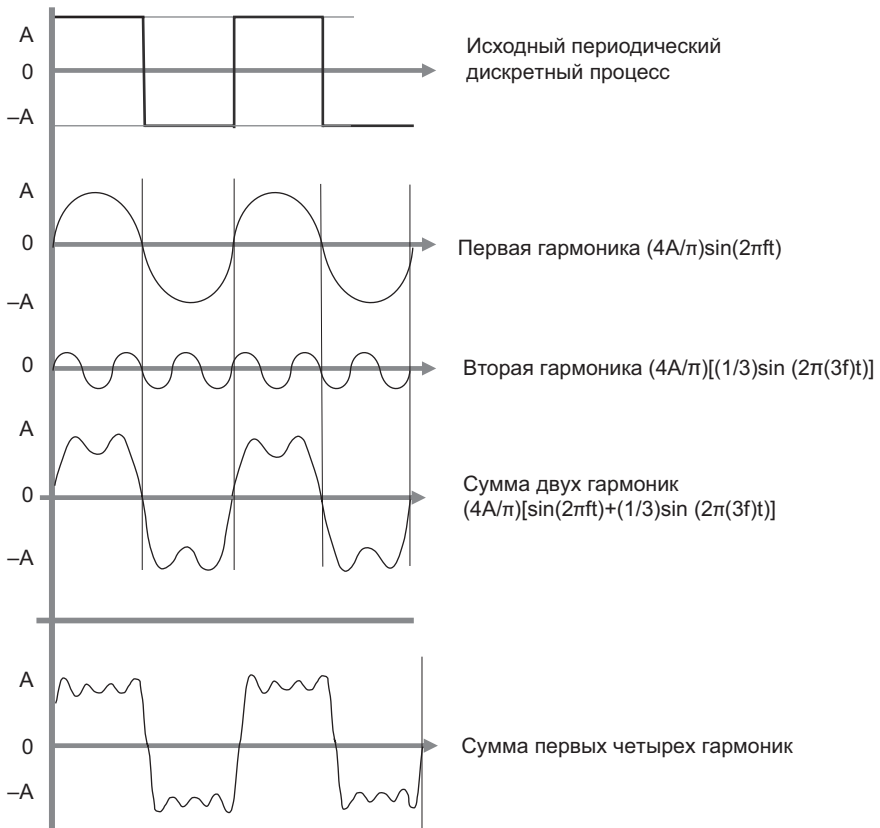 A
0
–A
Исходный периодический
дискретный процесс
A
0
–A
Первая гармоника (4A/π)sin(2πft)
0
Вторая гармоника (4A/π)[(1/3)sin (2π(3f)t)]
A
0
–A
Сумма двух гармоник
(4A/π)[sin(2πft)+(1/3)sin (2π(3f)t)]
A
0
–A
Сумма первых четырех гармоник